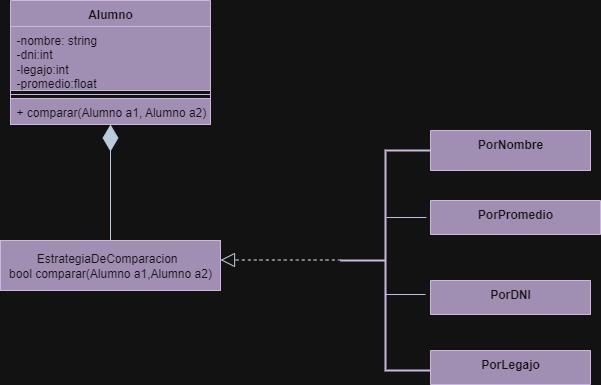 Alumno
-nombre: string
-dni:int
-legajo:int
-promedio:float
+ comparar(Alumno a1, Alumno a2)
EstrategiaDeComparacion
bool comparar(Alumno a1,Alumno a2)
PorNombre
PorPromedio
PorDNI
PorLegajo